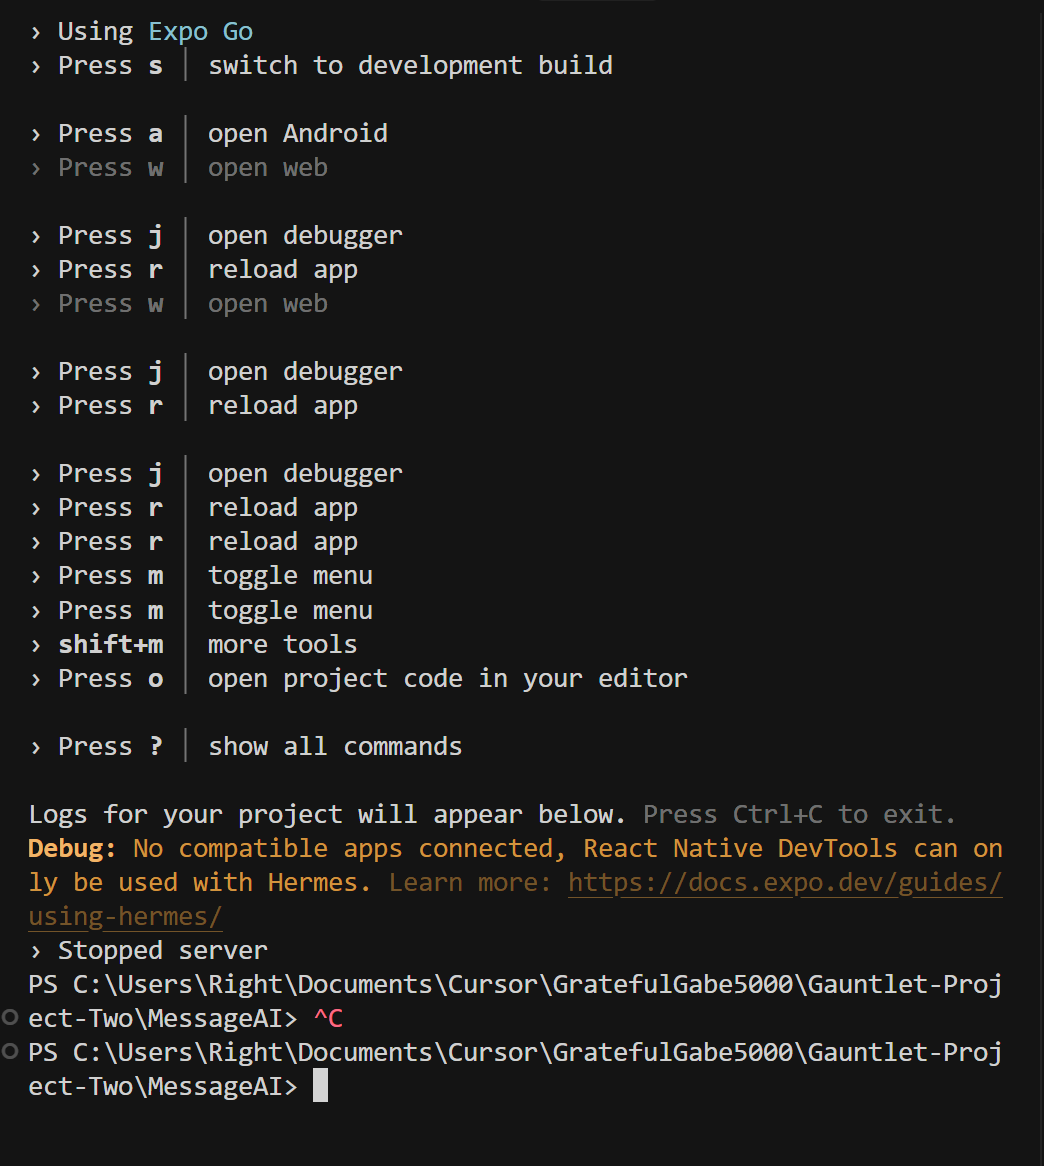 › Using Expo Go
› Press s │ switch to development build
› Press a │ open Android
› Press w │ open web
› Press j │ open debugger
› Press r │ reload app
› Press w │ open web
› Press j │ open debugger
› Press r │ reload app
› Press j │ open debugger
› Press r │ reload app
› Press r │ reload app
› Press m │ toggle menu
› Press m │ toggle menu
› shift+m │ more tools
› Press o │ open project code in your editor
› Press ? │ show all commands
Logs for your project will appear below. Press Ctrl+C to exit.
Debug: No compatible apps connected, React Native DevTools can on
ly be used with Hermes. Learn more: https://docs.expo.dev/guides/
using-hermes/
› Stopped server
PS C:\Users\Right\Documents\Cursor\GratefulGabe5000\Gauntlet-Proj
ect-Two\MessageAI> ^C
PS C:\Users\Right\Documents\Cursor\GratefulGabe5000\Gauntlet-Proj
ect-Two\MessageAI>